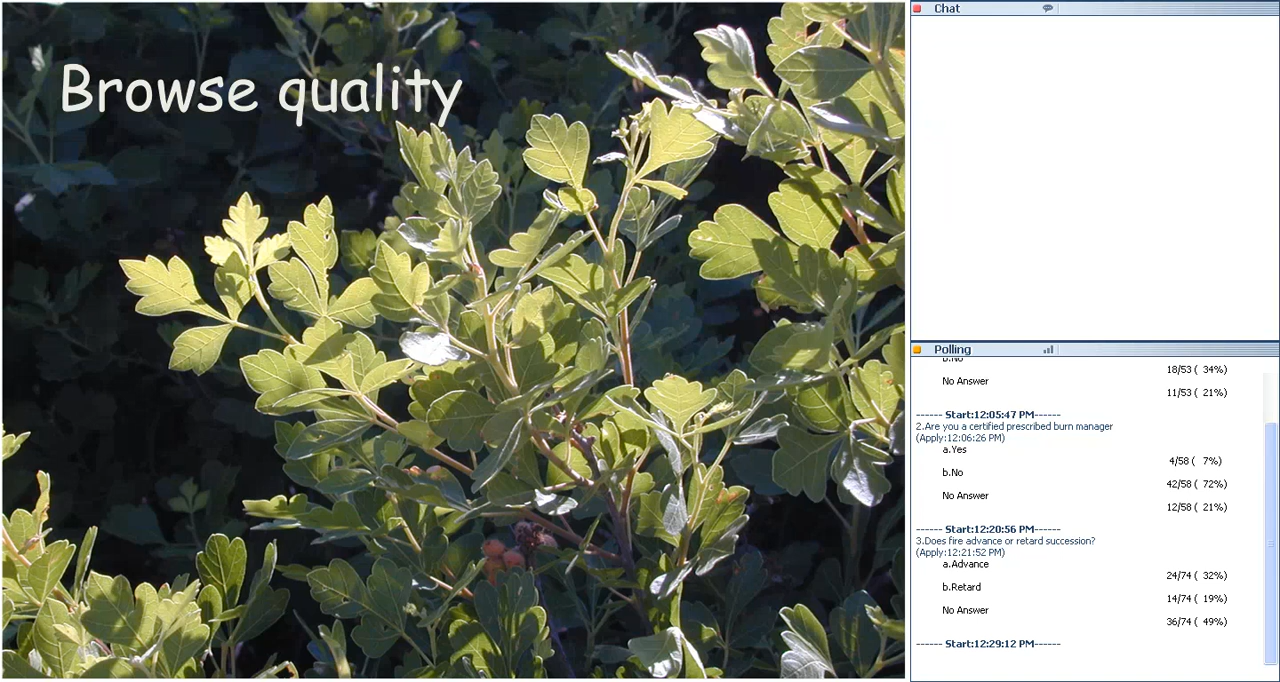 Browse quality
Chat
Polling
b.No
18/53 ( 34%)
No Answer
11/53 ( 21%)
------ Start:12:05:47 PM------
2.Are you a certified prescribed burn manager
(Apply:12:06:26 PM)
a.Yes
4/58 ( 7%)
b.No
42/58 ( 72%)
No Answer
12/58 ( 21%)
------ Start:12:20:56 PM------
3.Does fire advance or retard succession?
(Apply:12:21:52 PM)
a.Advance
24/74 ( 32%)
b.Retard
14/74 ( 19%)
No Answer
36/74 ( 49%)
------ Start:12:29:12 PM------